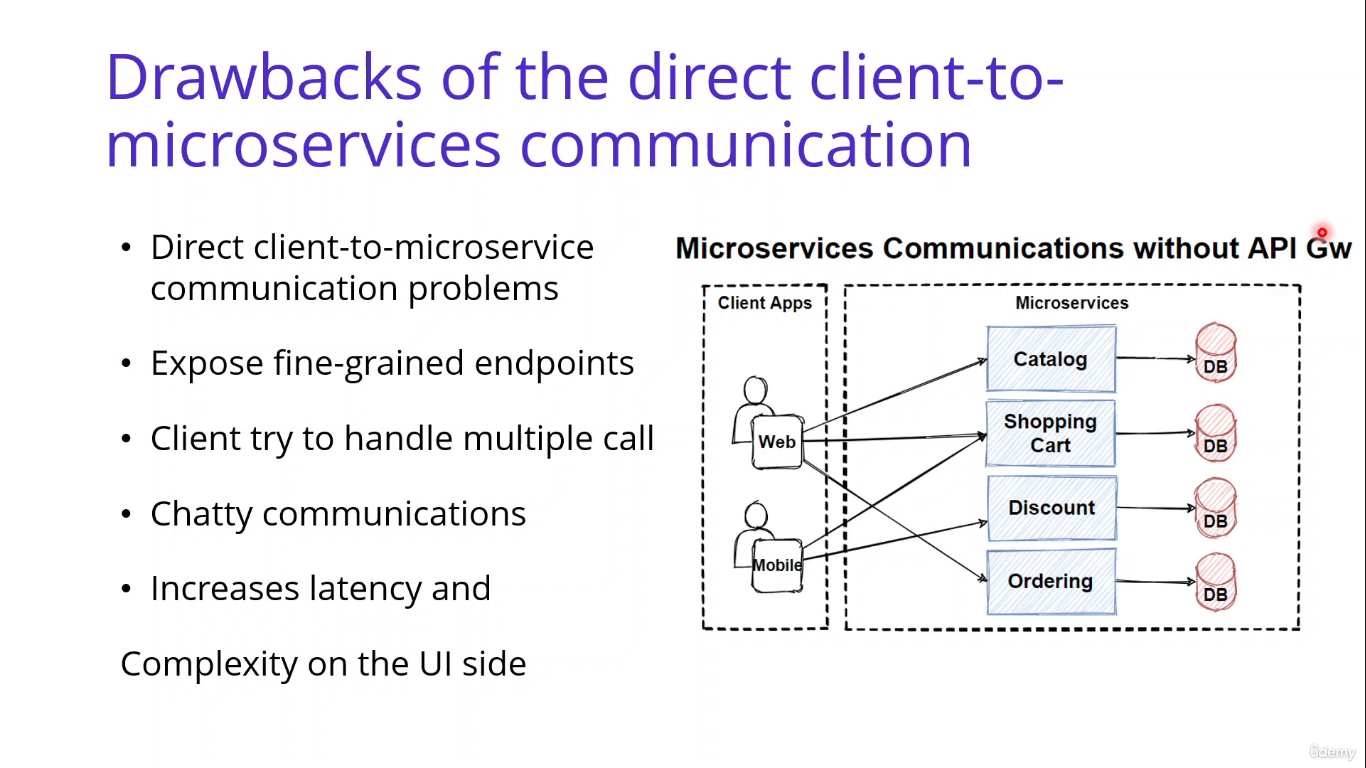 Drawbacks of the direct client-to-
microservices communication
• Direct client-to-microservice
communication problems
• Expose fine-grained endpoints
• Client try to handle multiple call
• Chatty communications
• Increases latency and
Complexity on the UI side
Microservices Communications without API Gw
Client Apps
Microservices
Web
Mobile
Catalog
Shopping
Cart
Discount
Ordering
DB
DB
DB
DB
ûdemy